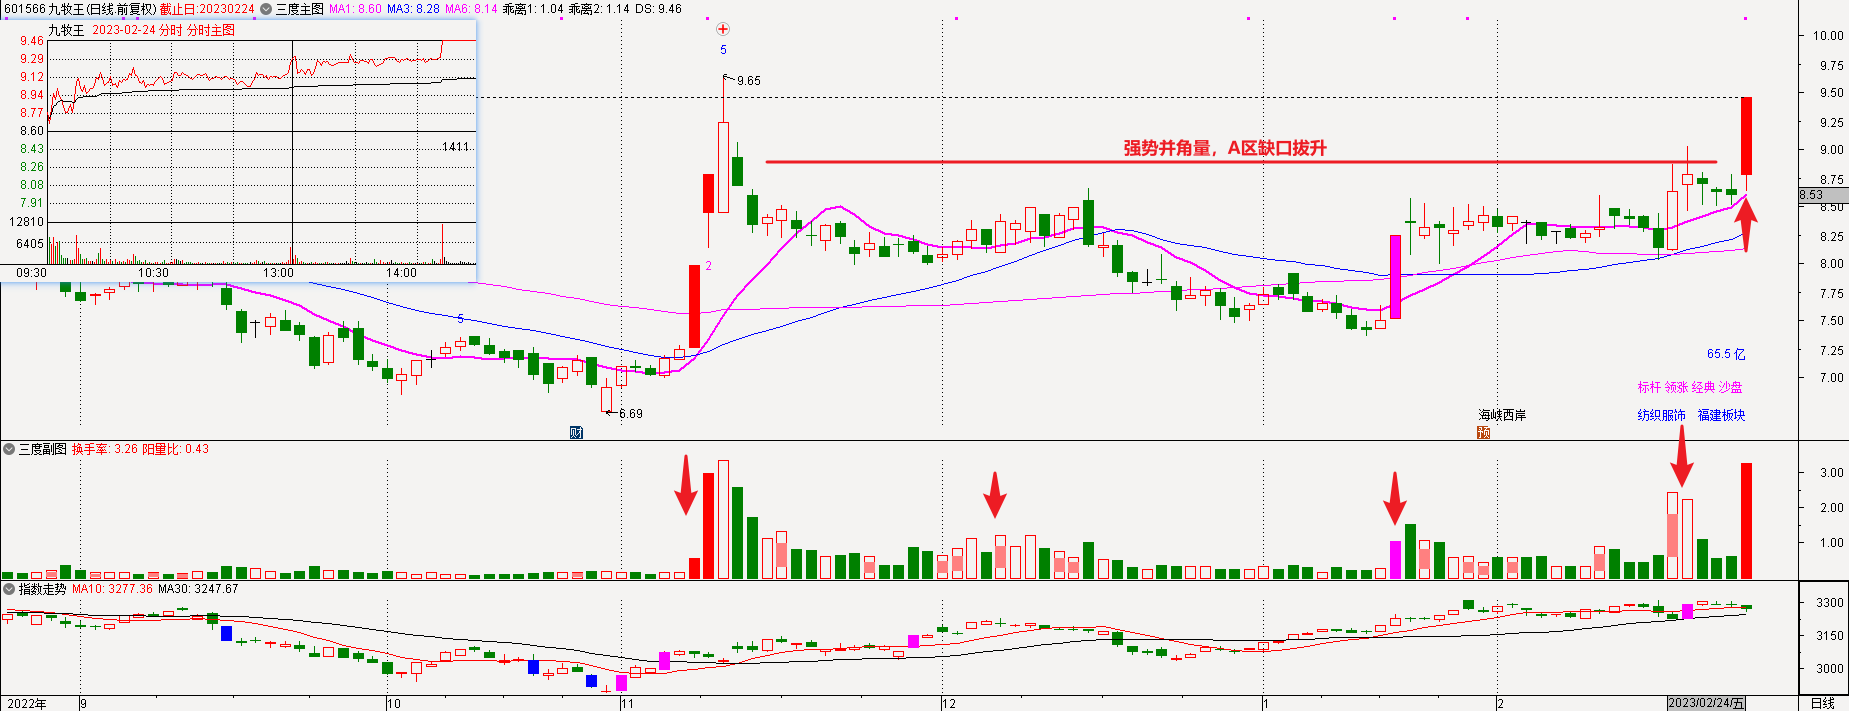 601566 九牧王(日线.前复权) 截止日:20230224 三度主图 MA1: 8.60 MA3: 8.28 MA6: 8.14 乖离1: 1.04 乖离2: 1.14 DS: 9.46
九牧王 2023-02-24 分时 分时主图
9.46
9.29
9.12
8.94
8.77
8.60
8.43
8.26
8.08
7.91
12810
6405
1411
09:30 10:30 13:00 14:00
5
9.65
强势并角量，A区缺口拔升
2
5
6.69
财
10.00
9.75
9.50
9.25
9.00
8.75
8.53
8.50
8.25
8.00
7.75
7.50
7.25
7.00
65.5 亿
标杆 领涨 经典 沙盘
海峡西岸
纺织服饰 福建板块
预
三度副图 换手率: 3.26 阳量比: 0.43
3.00
2.00
1.00
指数走势 MA10: 3277.36 MA30: 3247.67
3300
3150
3000
2022年 9 10 11 12 1 2 2023/02/24/五 日线